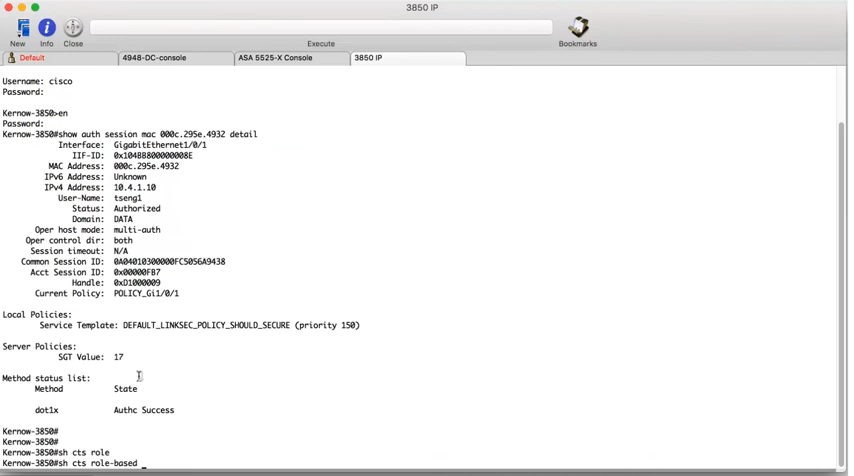 3850 IP
New Info Close Execute Bookmarks
Default 4948-DC-console ASA 5525-X Console 3850 IP
Username: cisco
Password:
Kernow-3850>en
Password:
Kernow-3850#show auth session mac 000c.295e.4932 detail
Interface: GigabitEthernet1/0/1
IIF-ID: 0x104BB800000008E
MAC Address: 000c.295e.4932
IPv6 Address: Unknown
IPv4 Address: 10.4.1.10
User-Name: tseng1
Status: Authorized
Domain: DATA
Oper host mode: multi-auth
Oper control dir: both
Session timeout: N/A
Common Session ID: 0A04010300000FC5056A9438
Acct Session ID: 0x00000FB7
Handle: 0xD1000009
Current Policy: POLICY_Gi1/0/1
Local Policies:
Service Template: DEFAULT_LINKSEC_POLICY_SHOULD_SECURE (priority 150)
Server Policies:
SGT Value: 17
Method status list:
Method State
dot1x Authc Success
Kernow-3850#
Kernow-3850#
Kernow-3850#sh cts role
Kernow-3850#sh cts role-based _